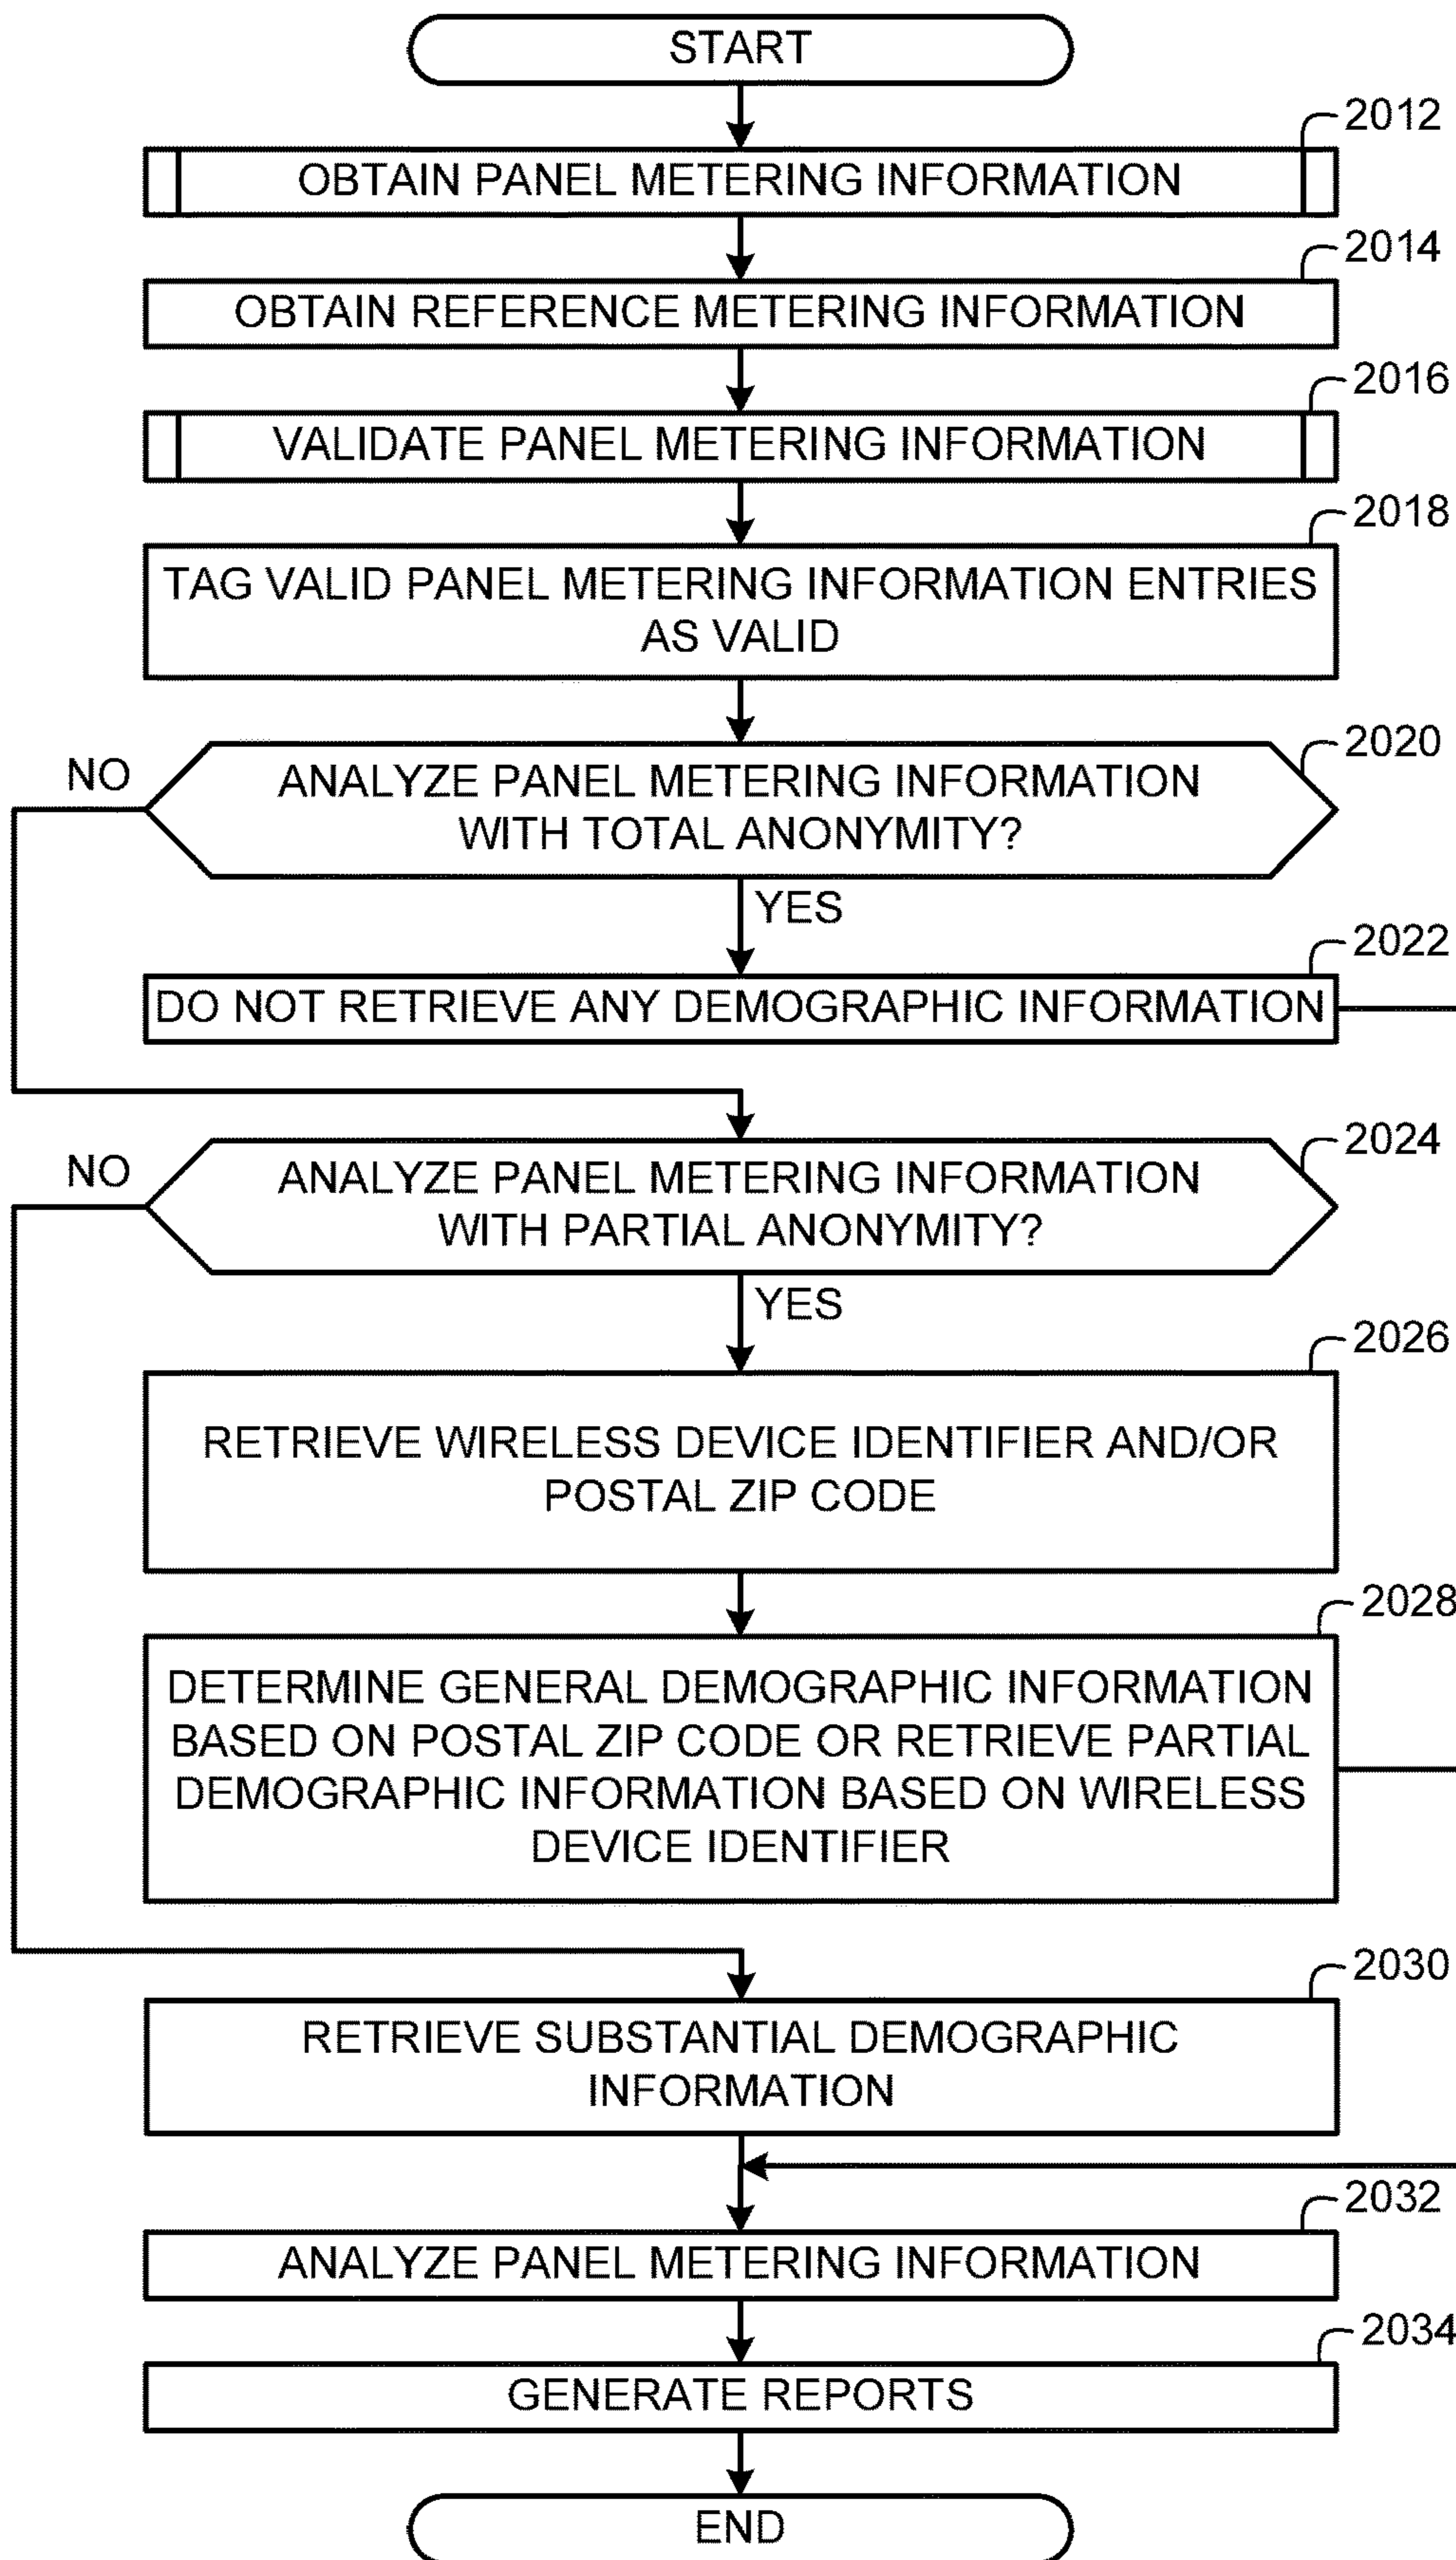 START
2012
OBTAIN PANEL METERING INFORMATION
2014
OBTAIN REFERENCE METERING INFORMATION
2016
VALIDATE PANEL METERING INFORMATION
2018
TAG VALID PANEL METERING INFORMATION ENTRIES
AS VALID
2020
NO
ANALYZE PANEL METERING INFORMATION
WITH TOTAL ANONYMITY?
YES
2022
DO NOT RETRIEVE ANY DEMOGRAPHIC INFORMATION
2024
NO
ANALYZE PANEL METERING INFORMATION
WITH PARTIAL ANONYMITY?
YES
2026
RETRIEVE WIRELESS DEVICE IDENTIFIER AND/OR
POSTAL ZIP CODE
2028
DETERMINE GENERAL DEMOGRAPHIC INFORMATION
BASED ON POSTAL ZIP CODE OR RETRIEVE PARTIAL
DEMOGRAPHIC INFORMATION BASED ON WIRELESS
DEVICE IDENTIFIER
2030
RETRIEVE SUBSTANTIAL DEMOGRAPHIC
INFORMATION
2032
ANALYZE PANEL METERING INFORMATION
2034
GENERATE REPORTS
END